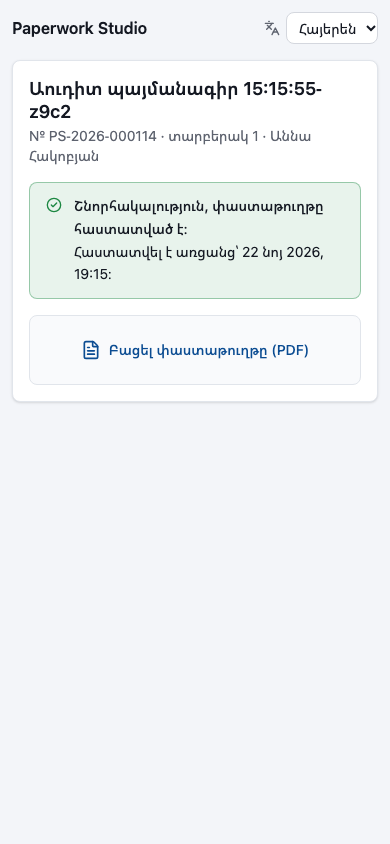 Paperwork Studio
Հայերեն
Աուդիտ պայմանագիր 15:15:55-
z9c2
№ PS-2026-000114 · տարբերակ 1 · Աննա
Հակոբյան
Շնորհակալություն, փաստաթուղթը
հաստատված է:
Հաստատվել է առցանց՝ 22 նոյ 2026,
19:15:
Բացել փաստաթուղթը (PDF)